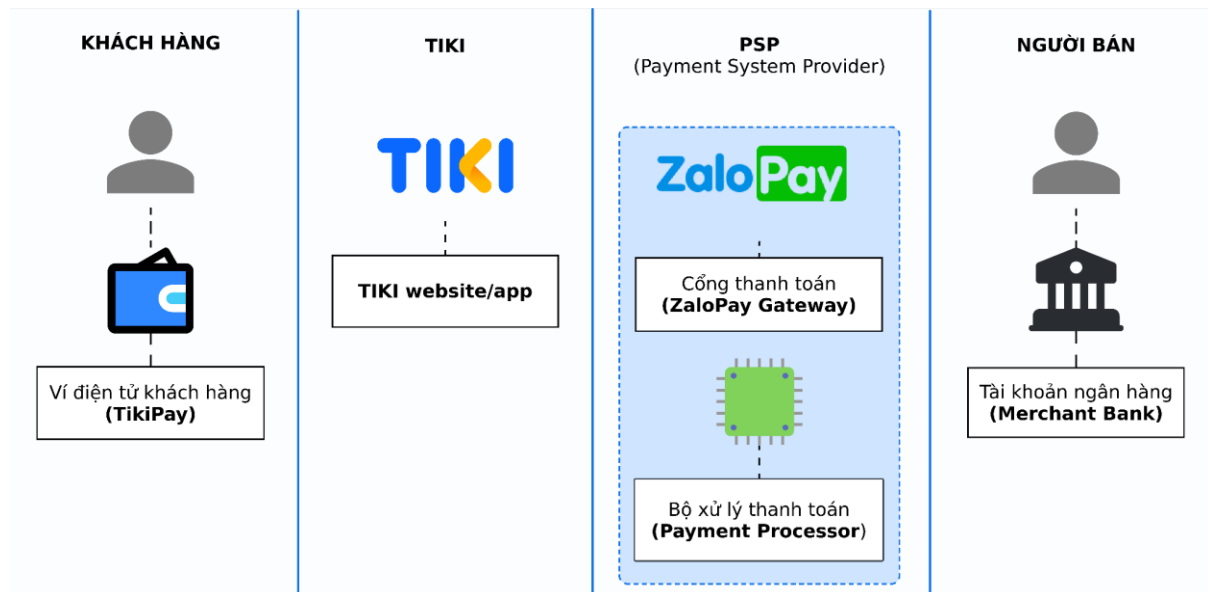 KHÁCH HÀNG
TIKI
PSP
(Payment System Provider)
NGƯỜI BÁN
TIKI
ZaloPay
TIKI website/app
Cổng thanh toán
(ZaloPay Gateway)
Ví điện tử khách hàng
(TikiPay)
Tài khoản ngân hàng
(Merchant Bank)
Bộ xử lý thanh toán
(Payment Processor)